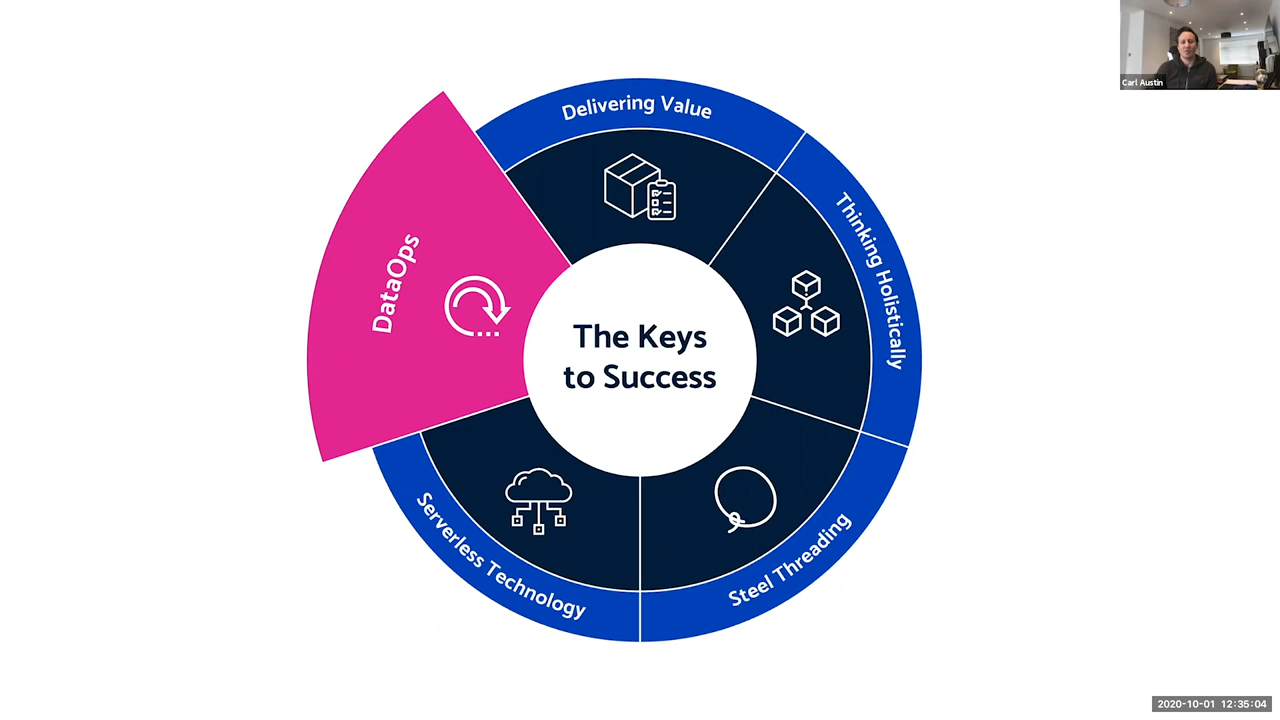 Carl Austin
Delivering Value
Thinking Holistically
DataOps
The Keys
to Success
Serverless Technology
Steel Threading
2020-10-01 12:35:04